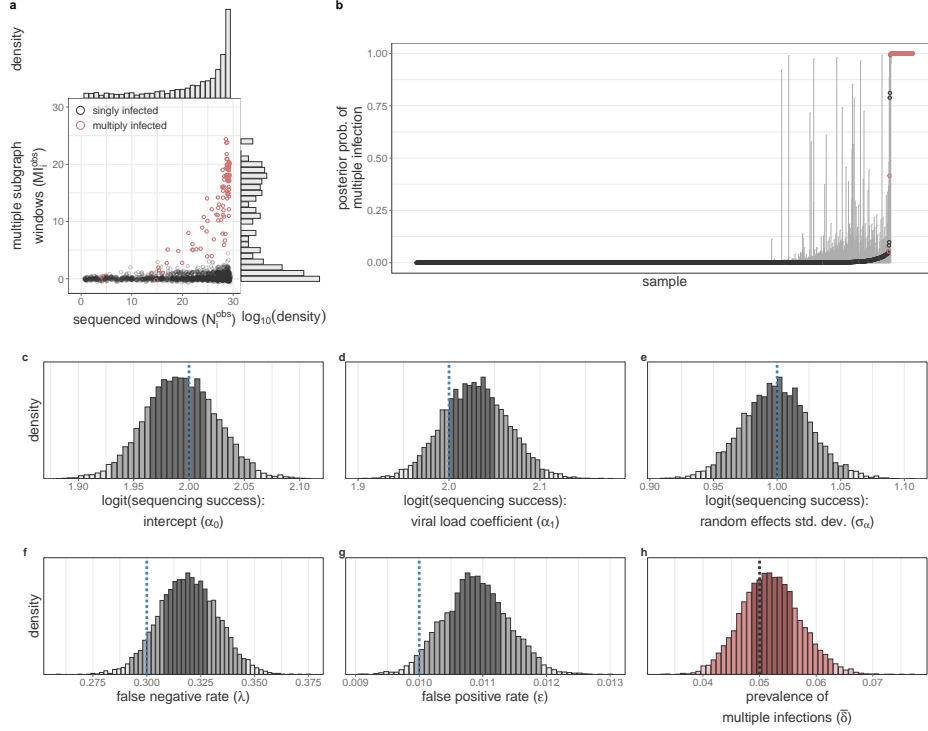 a
density
30
20
10
0
multiple subgraph
windows (MI_i^obs)
singly infected
multiply infected
0
10
20
30
sequenced windows (N_i^obs)
log₁₀(density)
b
1.00
0.75
0.50
0.25
0.00
posterior prob. of
multiple infection
sample
c
density
1.90
1.95
2.00
2.05
2.10
logit(sequencing success):
intercept (α₀)
d
1.9
2.0
2.1
logit(sequencing success):
viral load coefficient (α₁)
e
0.90
0.95
1.00
1.05
1.10
logit(sequencing success):
random effects std. dev. (σ_α)
f
density
0.275
0.300
0.325
0.350
0.375
false negative rate (λ)
g
0.009
0.010
0.011
0.012
0.013
false positive rate (ε)
h
0.04
0.05
0.06
0.07
prevalence of
multiple infections (δ̅)